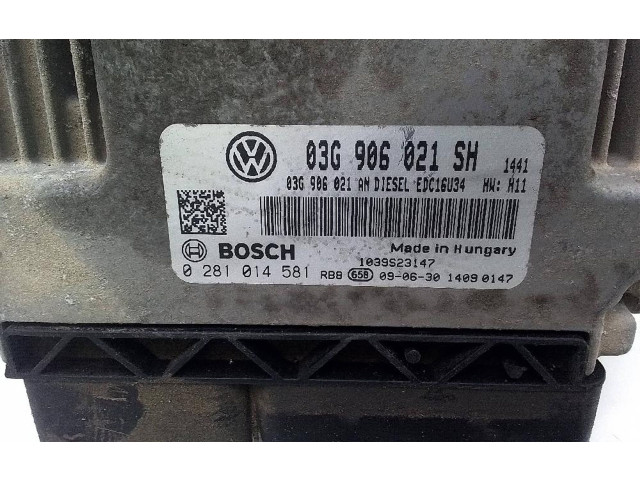 03G 906 021 SH 1441
03G 906 021 AN DIESEL EDC16U34 HW: H11
BOSCH Made in Hungary
1039S23147
0 281 014 581 RB8 658 09-06-30 1409 0147